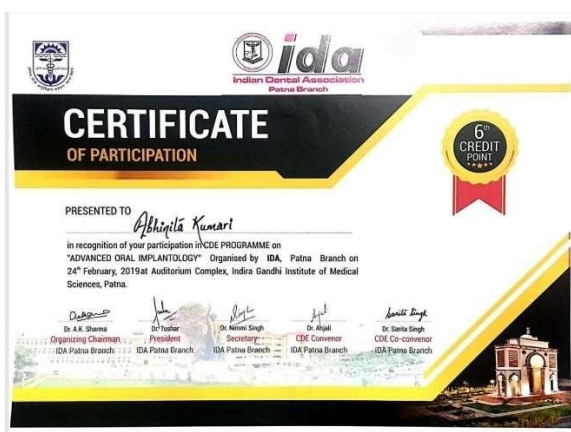 ida
Indian Dental Association
Patna Branch
CERTIFICATE
OF PARTICIPATION
6th
CREDIT
POINT
PRESENTED TO
Abhinita Kumari
in recognition of your participation in CDE PROGRAMME on
"ADVANCED ORAL IMPLANTOLOGY" Organised by IDA, Patna Branch on
24th February, 2019at Auditorium Complex, Indira Gandhi Institute of Medical
Sciences, Patna.
Dr. A.K. Sharma
Organizing Chairman
IDA Patna Branch
Dr. Tushar
President
IDA Patna Branch
Dr. Nimmi Singh
Secretary
IDA Patna Branch
Anjali
Dr. Anjali
CDE Convenor
IDA Patna Branch
Sarita Singh
Dr. Sarita Singh
CDE Co-convenor
IDA Patna Branch